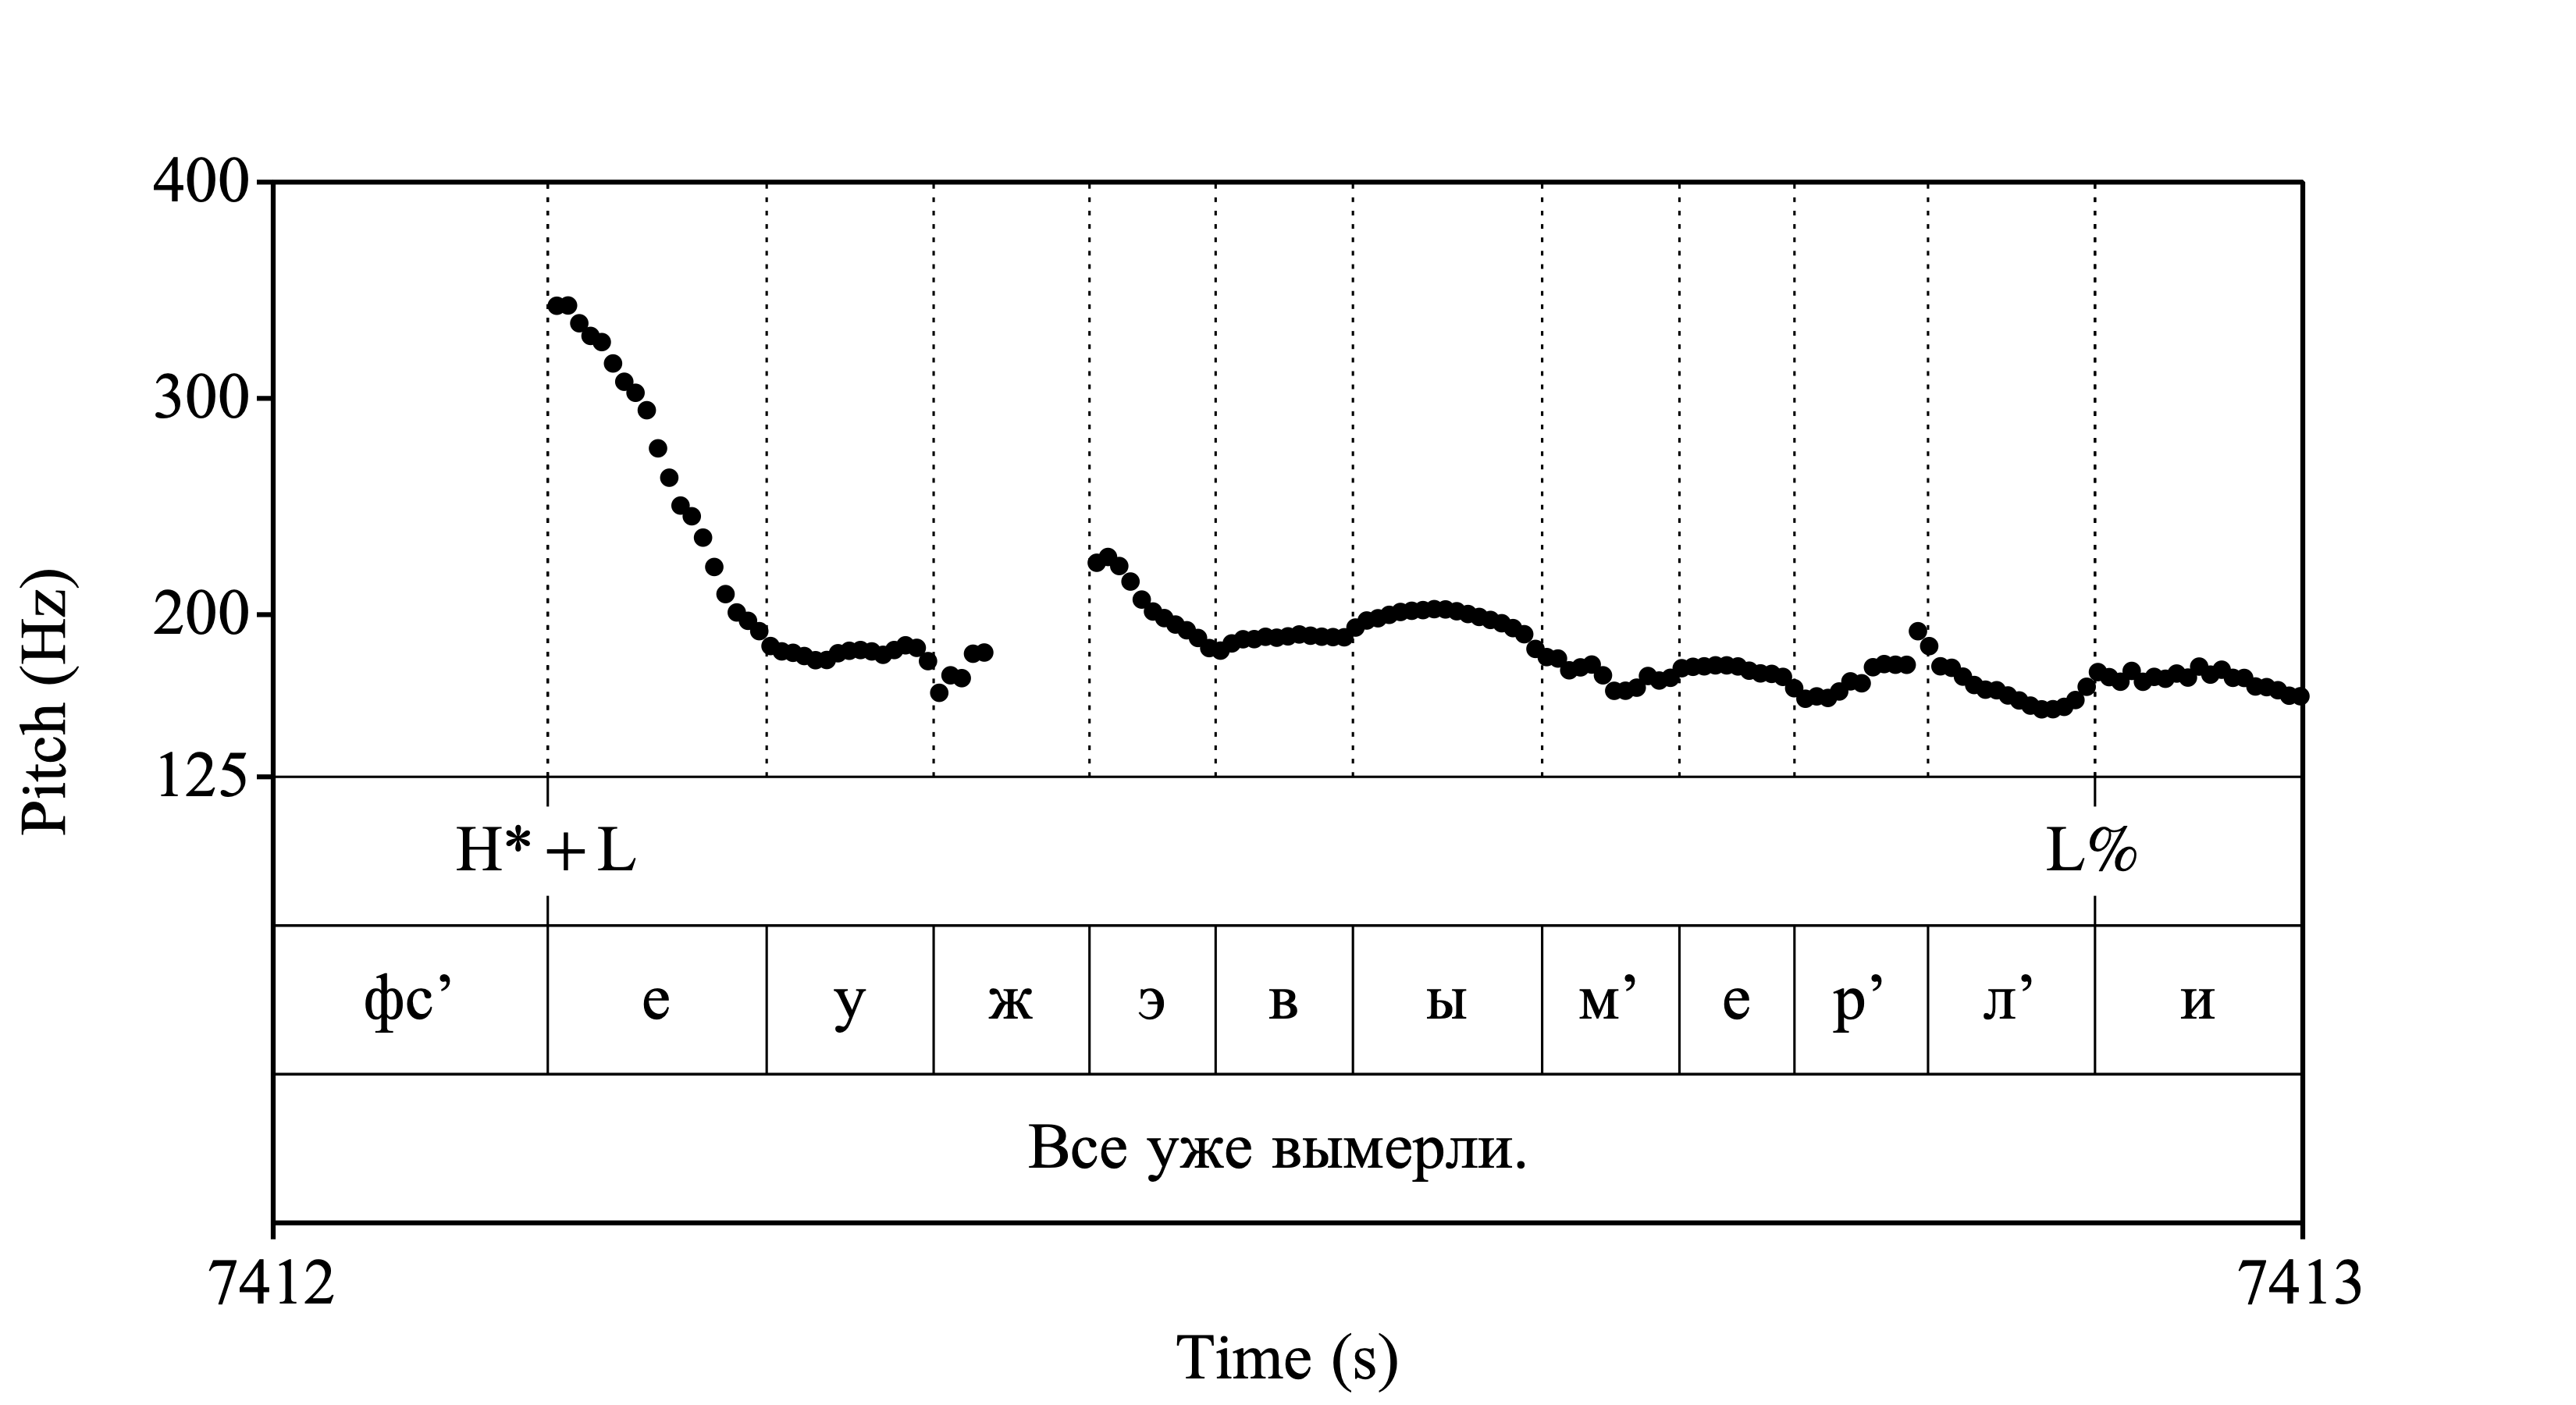 400
300
200
125
Pitch (Hz)
H* + L L%
фс’ е у ж э в ы м’ е р’ л’ и
Все уже вымерли.
7412 7413
Time (s)